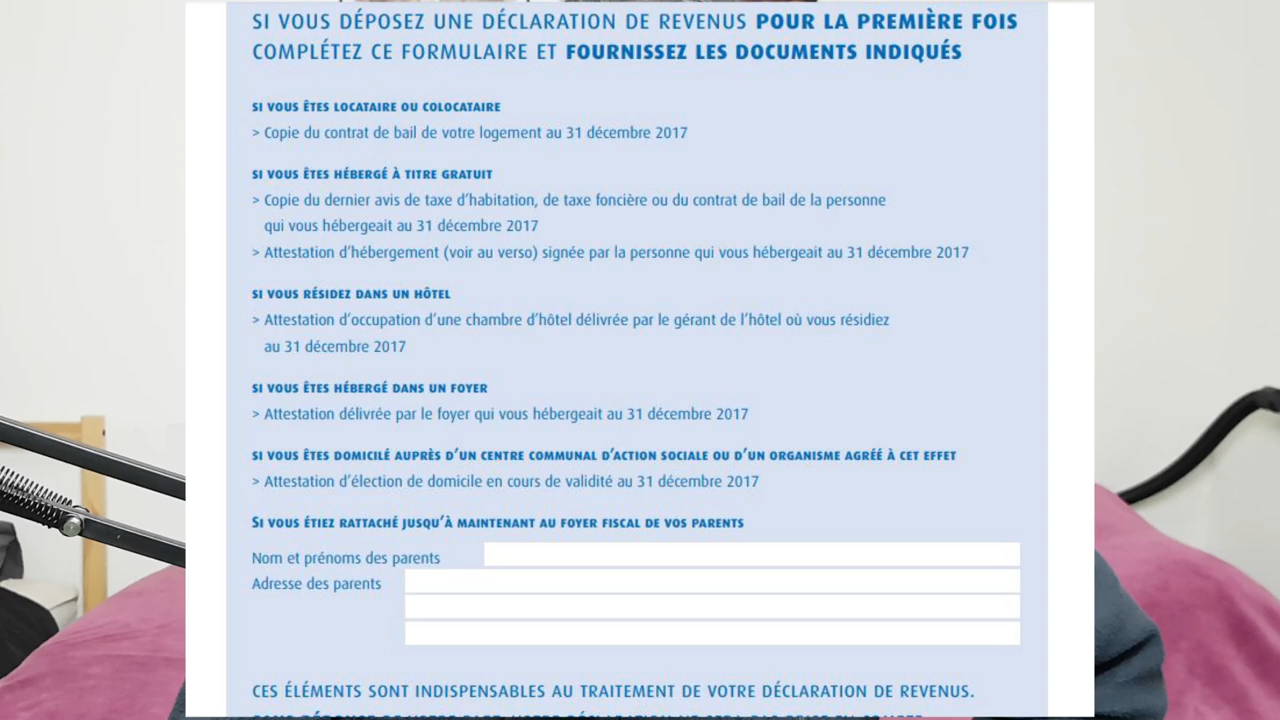 SI VOUS DÉPOSEZ UNE DÉCLARATION DE REVENUS POUR LA PREMIÈRE FOIS
COMPLÉTEZ CE FORMULAIRE ET FOURNISSEZ LES DOCUMENTS INDIQUÉS
SI VOUS ÊTES LOCATAIRE OU COLOCATAIRE
> Copie du contrat de bail de votre logement au 31 décembre 2017
SI VOUS ÊTES HÉBERGÉ À TITRE GRATUIT
> Copie du dernier avis de taxe d'habitation, de taxe foncière ou du contrat de bail de la personne
qui vous hébergeait au 31 décembre 2017
> Attestation d'hébergement (voir au verso) signée par la personne qui vous hébergeait au 31 décembre 2017
SI VOUS RÉSIDEZ DANS UN HÔTEL
> Attestation d'occupation d'une chambre d'hôtel délivrée par le gérant de l'hôtel où vous résidiez
au 31 décembre 2017
SI VOUS ÊTES HÉBERGÉ DANS UN FOYER
> Attestation délivrée par le foyer qui vous hébergeait au 31 décembre 2017
SI VOUS ÊTES DOMICILÉ AUPRÈS D'UN CENTRE COMMUNAL D'ACTION SOCIALE OU D'UN ORGANISME AGRÉÉ À CET EFFET
> Attestation d'élection de domicile en cours de validité au 31 décembre 2017
SI VOUS ÉTIEZ RATTACHÉ JUSQU'À MAINTENANT AU FOYER FISCAL DE VOS PARENTS
Nom et prénoms des parents
Adresse des parents
CES ÉLÉMENTS SONT INDISPENSABLES AU TRAITEMENT DE VOTRE DÉCLARATION DE REVENUS.